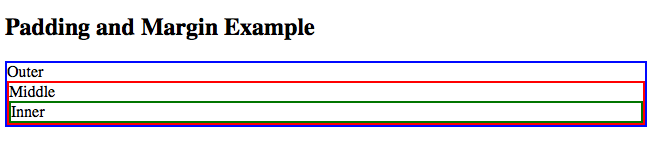 Padding and Margin Example
Outer
Middle
Inner